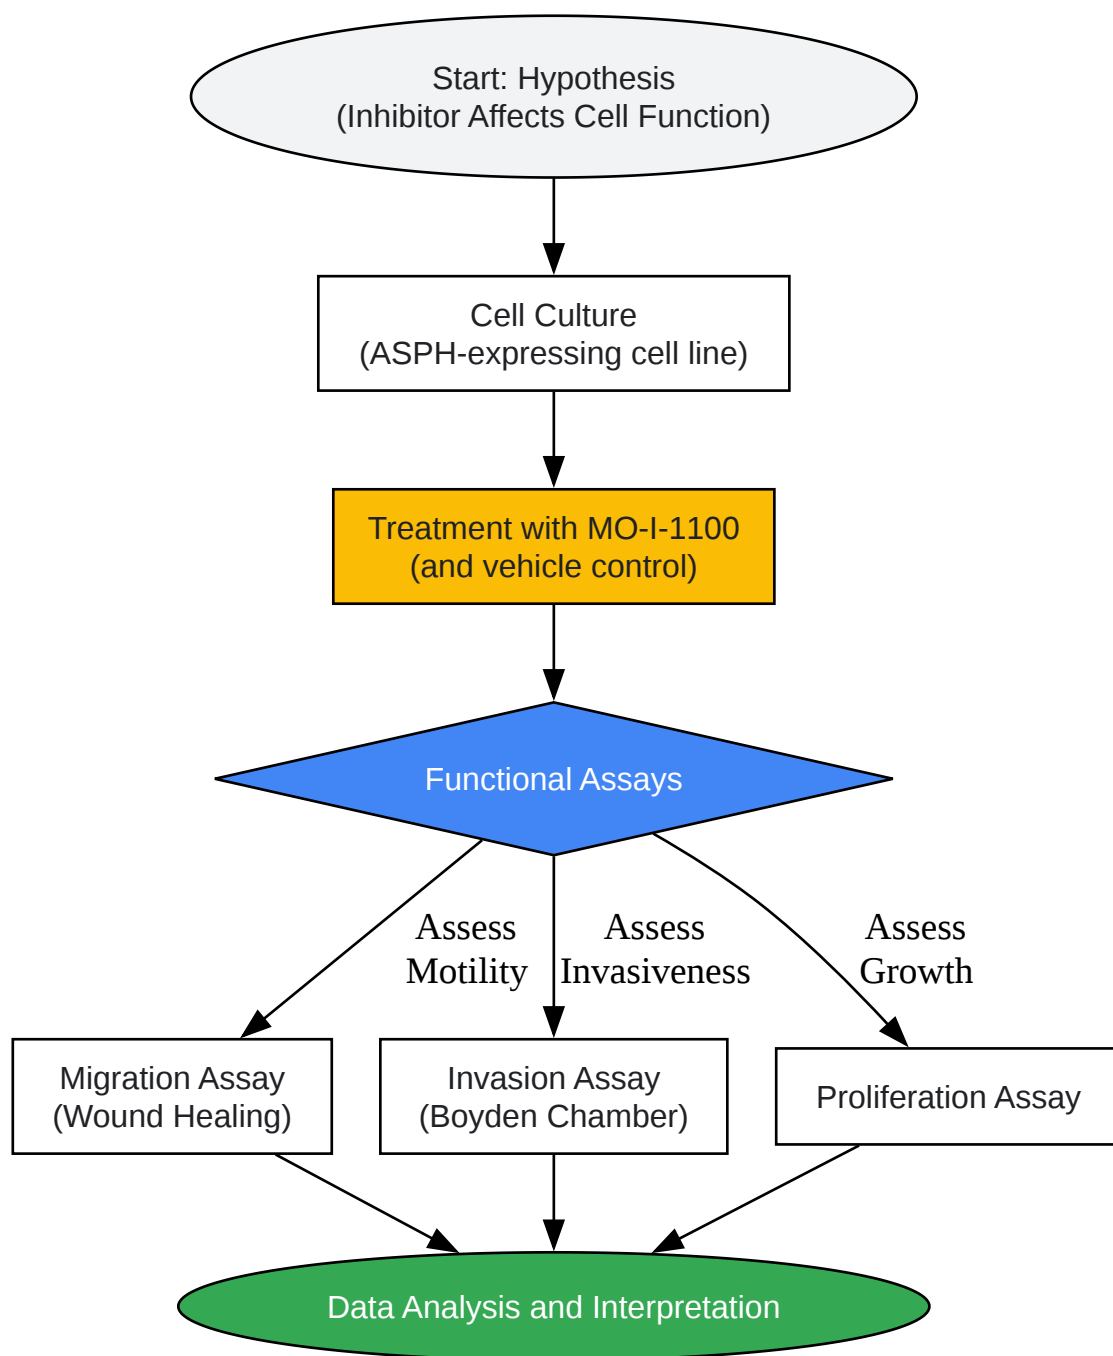 Start: Hypothesis
(Inhibitor Affects Cell Function)
Cell Culture
(ASPH-expressing cell line)
Treatment with MO-I-1100
(and vehicle control)
Functional Assays
Assess
Motility
Assess
Invasiveness
Assess
Growth
Migration Assay
(Wound Healing)
Invasion Assay
(Boyden Chamber)
Proliferation Assay
Data Analysis and Interpretation